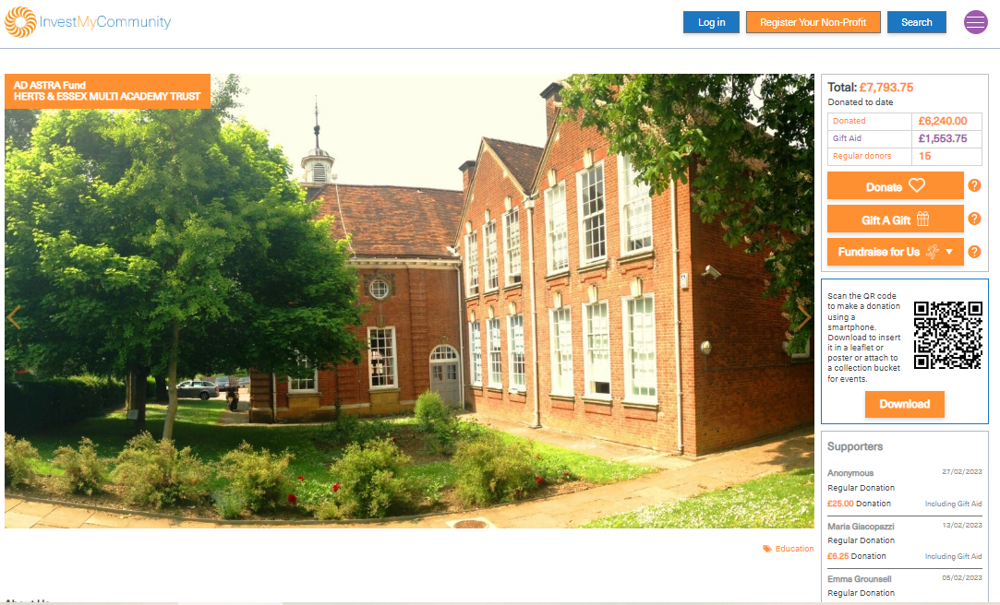 InvestMyCommunity
Log in
Register Your Non-Profit
Search
AD ASTRA Fund
HERTS & ESSEX MULTI ACADEMY TRUST
Total: £7,793.75
Donated to date
Donated £6,240.00
Gift Aid £1,553.75
Regular donors 15
Donate
?
Gift A Gift
?
Fundraise for Us
?
Scan the QR code
to make a donation
using a
smartphone.
Download to insert
it in a leaflet or
poster or attach to
a collection bucket
for events.
Download
Supporters
Anonymous 27/02/2023
Regular Donation
£25.00 Donation Including Gift Aid
Maria Giacopazzi 13/02/2023
Regular Donation
£6.25 Donation Including Gift Aid
Emma Grounsell 05/02/2023
Regular Donation
Education
About Us